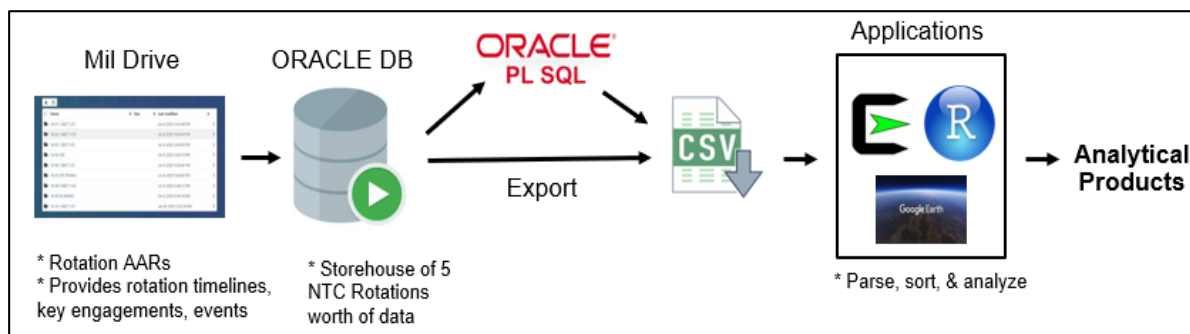 Mil Drive
ORACLE DB
ORACLE®
PL SQL
Applications
CSV
R
Google Earth
Export
Analytical
Products
* Rotation AARs
* Provides rotation timelines,
key engagements, events
* Storehouse of 5
NTC Rotations
worth of data
* Parse, sort, & analyze